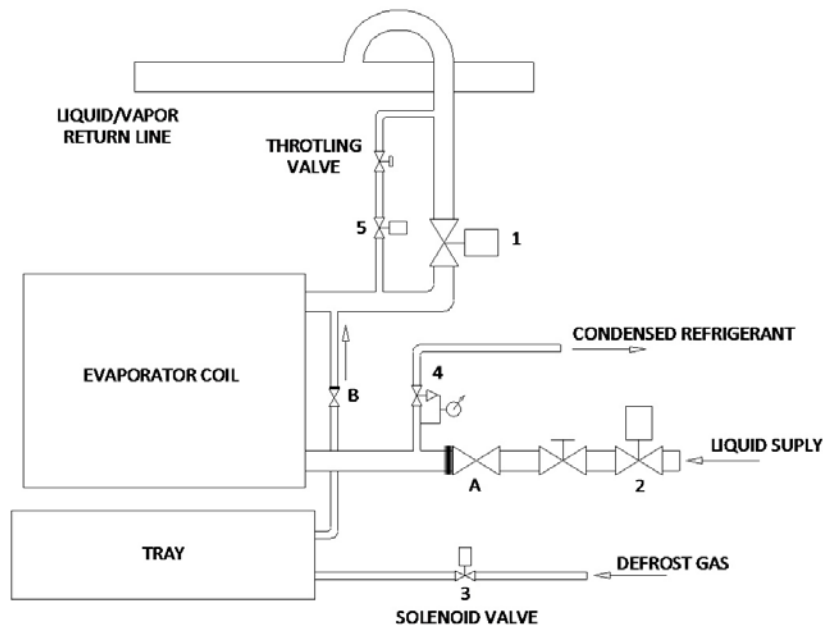 LIQUID/VAPOR
RETURN LINE
THROTLING
VALVE
5
1
CONDENSED REFRIGERANT
4
EVAPORATOR COIL
B
LIQUID SUPLY
A
2
TRAY
DEFROST GAS
3
SOLENOID VALVE